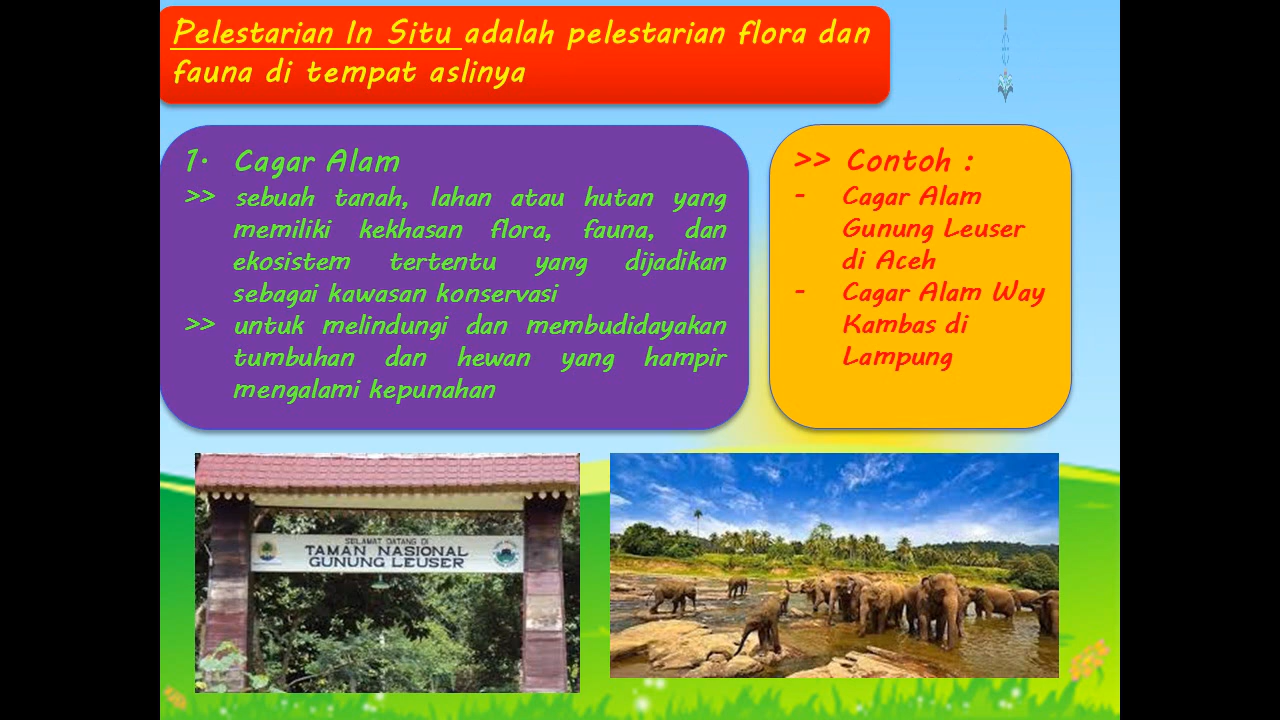 Pelestarian In Situ adalah pelestarian flora dan
fauna di tempat aslinya
1. Cagar Alam
>> sebuah tanah, lahan atau hutan yang
memiliki kekhasan flora, fauna, dan
ekosistem tertentu yang dijadikan
sebagai kawasan konservasi
>> untuk melindungi dan membudidayakan
tumbuhan dan hewan yang hampir
mengalami kepunahan
>> Contoh :
- Cagar Alam
Gunung Leuser
di Aceh
- Cagar Alam Way
Kambas di
Lampung
SELAMAT DATANG DI
TAMAN NASIONAL
GUNUNG LEUSER